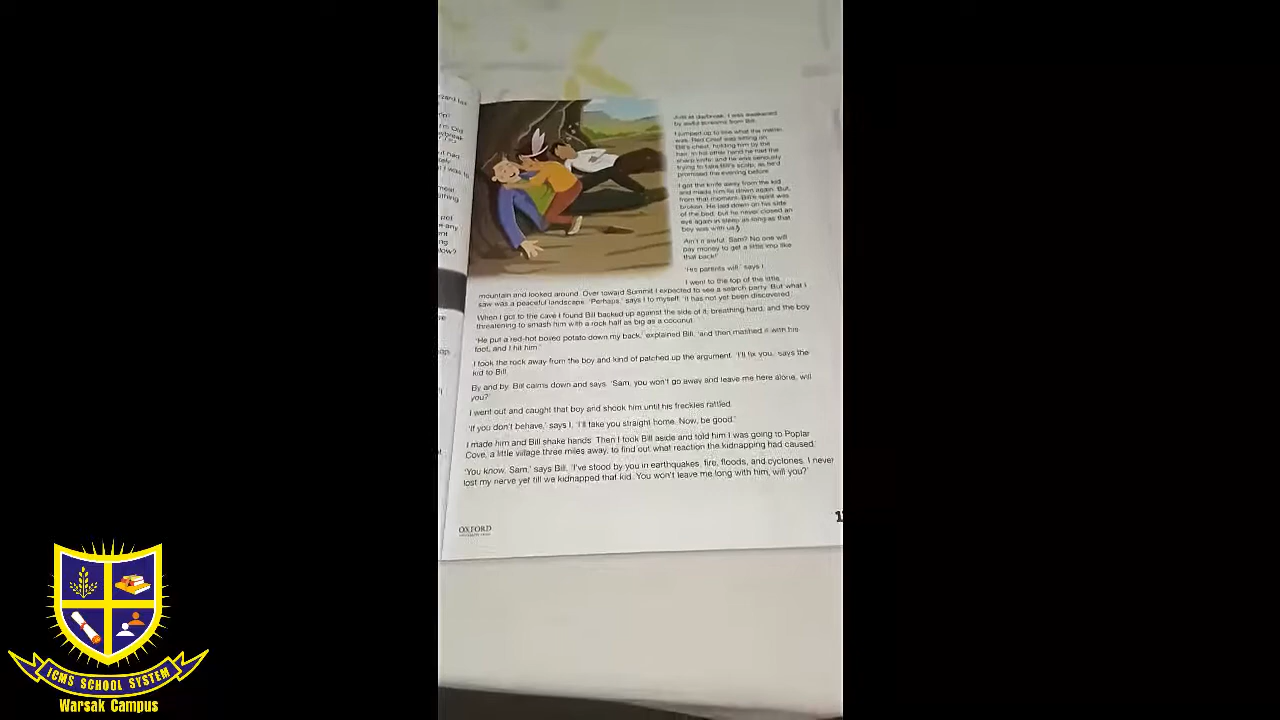 Just at daybreak, I was awakened
by awful screams from Bill.
I jumped up to see what the matter
was. Red Chief was sitting on
Bill's chest, holding him by the
hair. In his other hand he had the
sharp knife; and he was seriously
trying to take Bill's scalp, as he'd
promised the evening before.
I got the knife away from the kid
and made him lie down again. But,
from that moment, Bill's spirit was
broken. He laid down on his side
of the bed, but he never closed an
eye again in sleep as long as that
boy was with us.
'Ain't it awful, Sam? No one will
pay money to get a little imp like
that back!'
'His parents will,' says I.
I went to the top of the little
mountain and looked around. Over toward Summit I expected to see a search party. But what I
saw was a peaceful landscape. 'Perhaps,' says I to myself, 'it has not yet been discovered.'
When I got to the cave I found Bill backed up against the side of it, breathing hard, and the boy
threatening to smash him with a rock half as big as a coconut.
'He put a red-hot boiled potato down my back,' explained Bill, 'and then mashed it with his
foot, and I hit him.'
I took the rock away from the boy and kind of patched up the argument. 'I'll fix you,' says the
kid to Bill.
By and by, Bill calms down and says, 'Sam, you won't go away and leave me here alone, will
you?'
I went out and caught that boy and shook him until his freckles rattled.
'If you don't behave,' says I, 'I'll take you straight home. Now, be good.'
I made him and Bill shake hands. Then I took Bill aside and told him I was going to Poplar
Cove, a little village three miles away, to find out what reaction the kidnapping had caused.
'You know, Sam,' says Bill, 'I've stood by you in earthquakes, fire, floods, and cyclones. I never
lost my nerve yet till we kidnapped that kid. You won't leave me long with him, will you?'
OXFORD
UNIVERSITY PRESS
ICMS SCHOOL SYSTEM
Warsak Campus